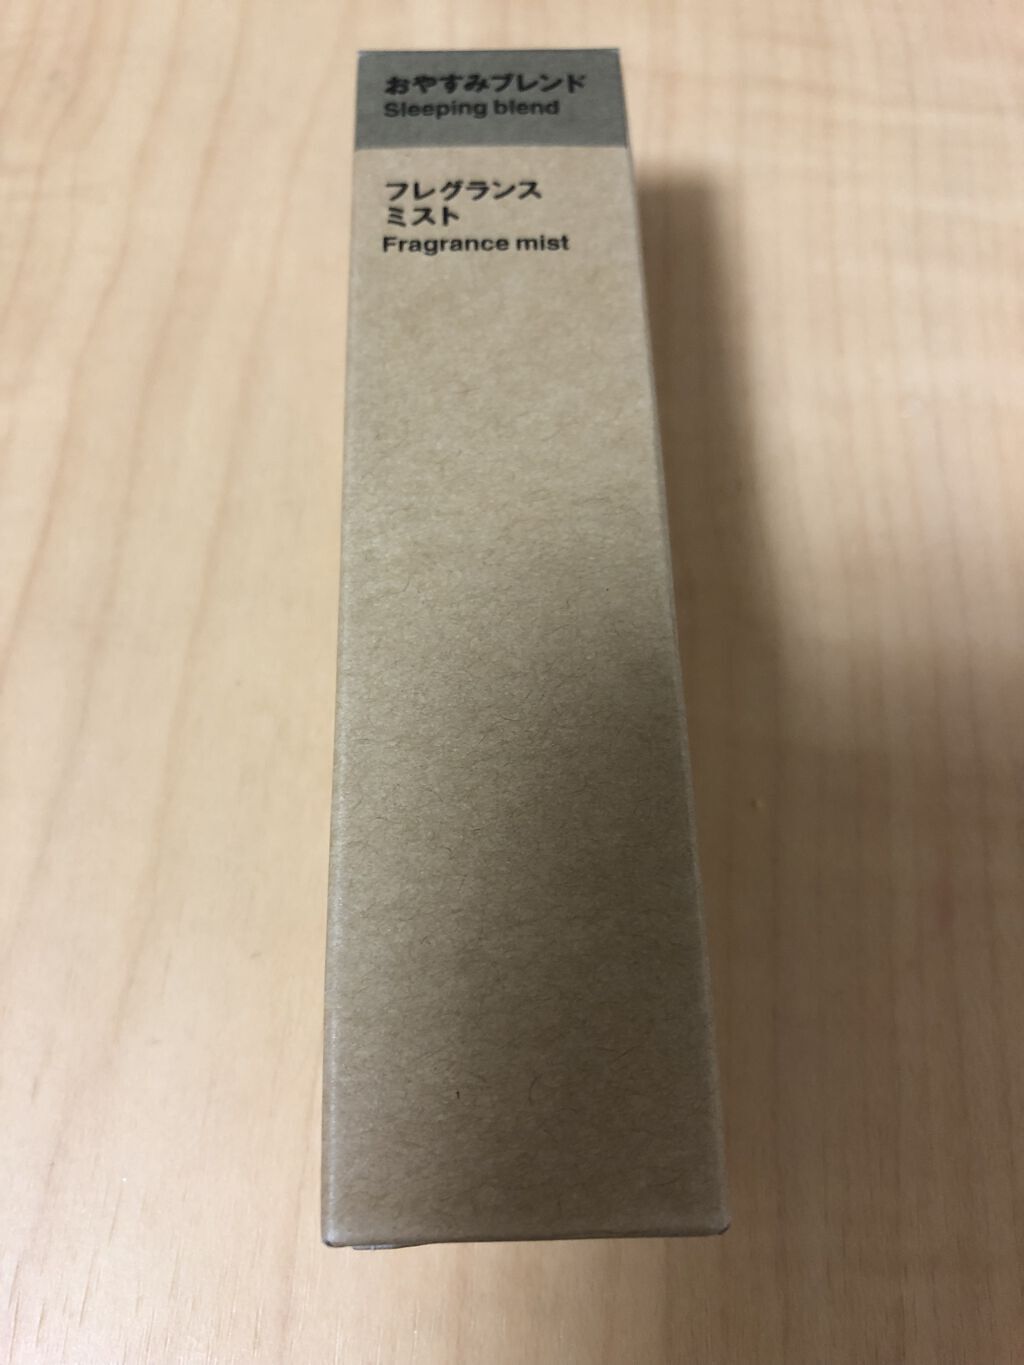 おやすみブレンド
Sleeping blend
フレグランス
ミスト
Fragrance mist